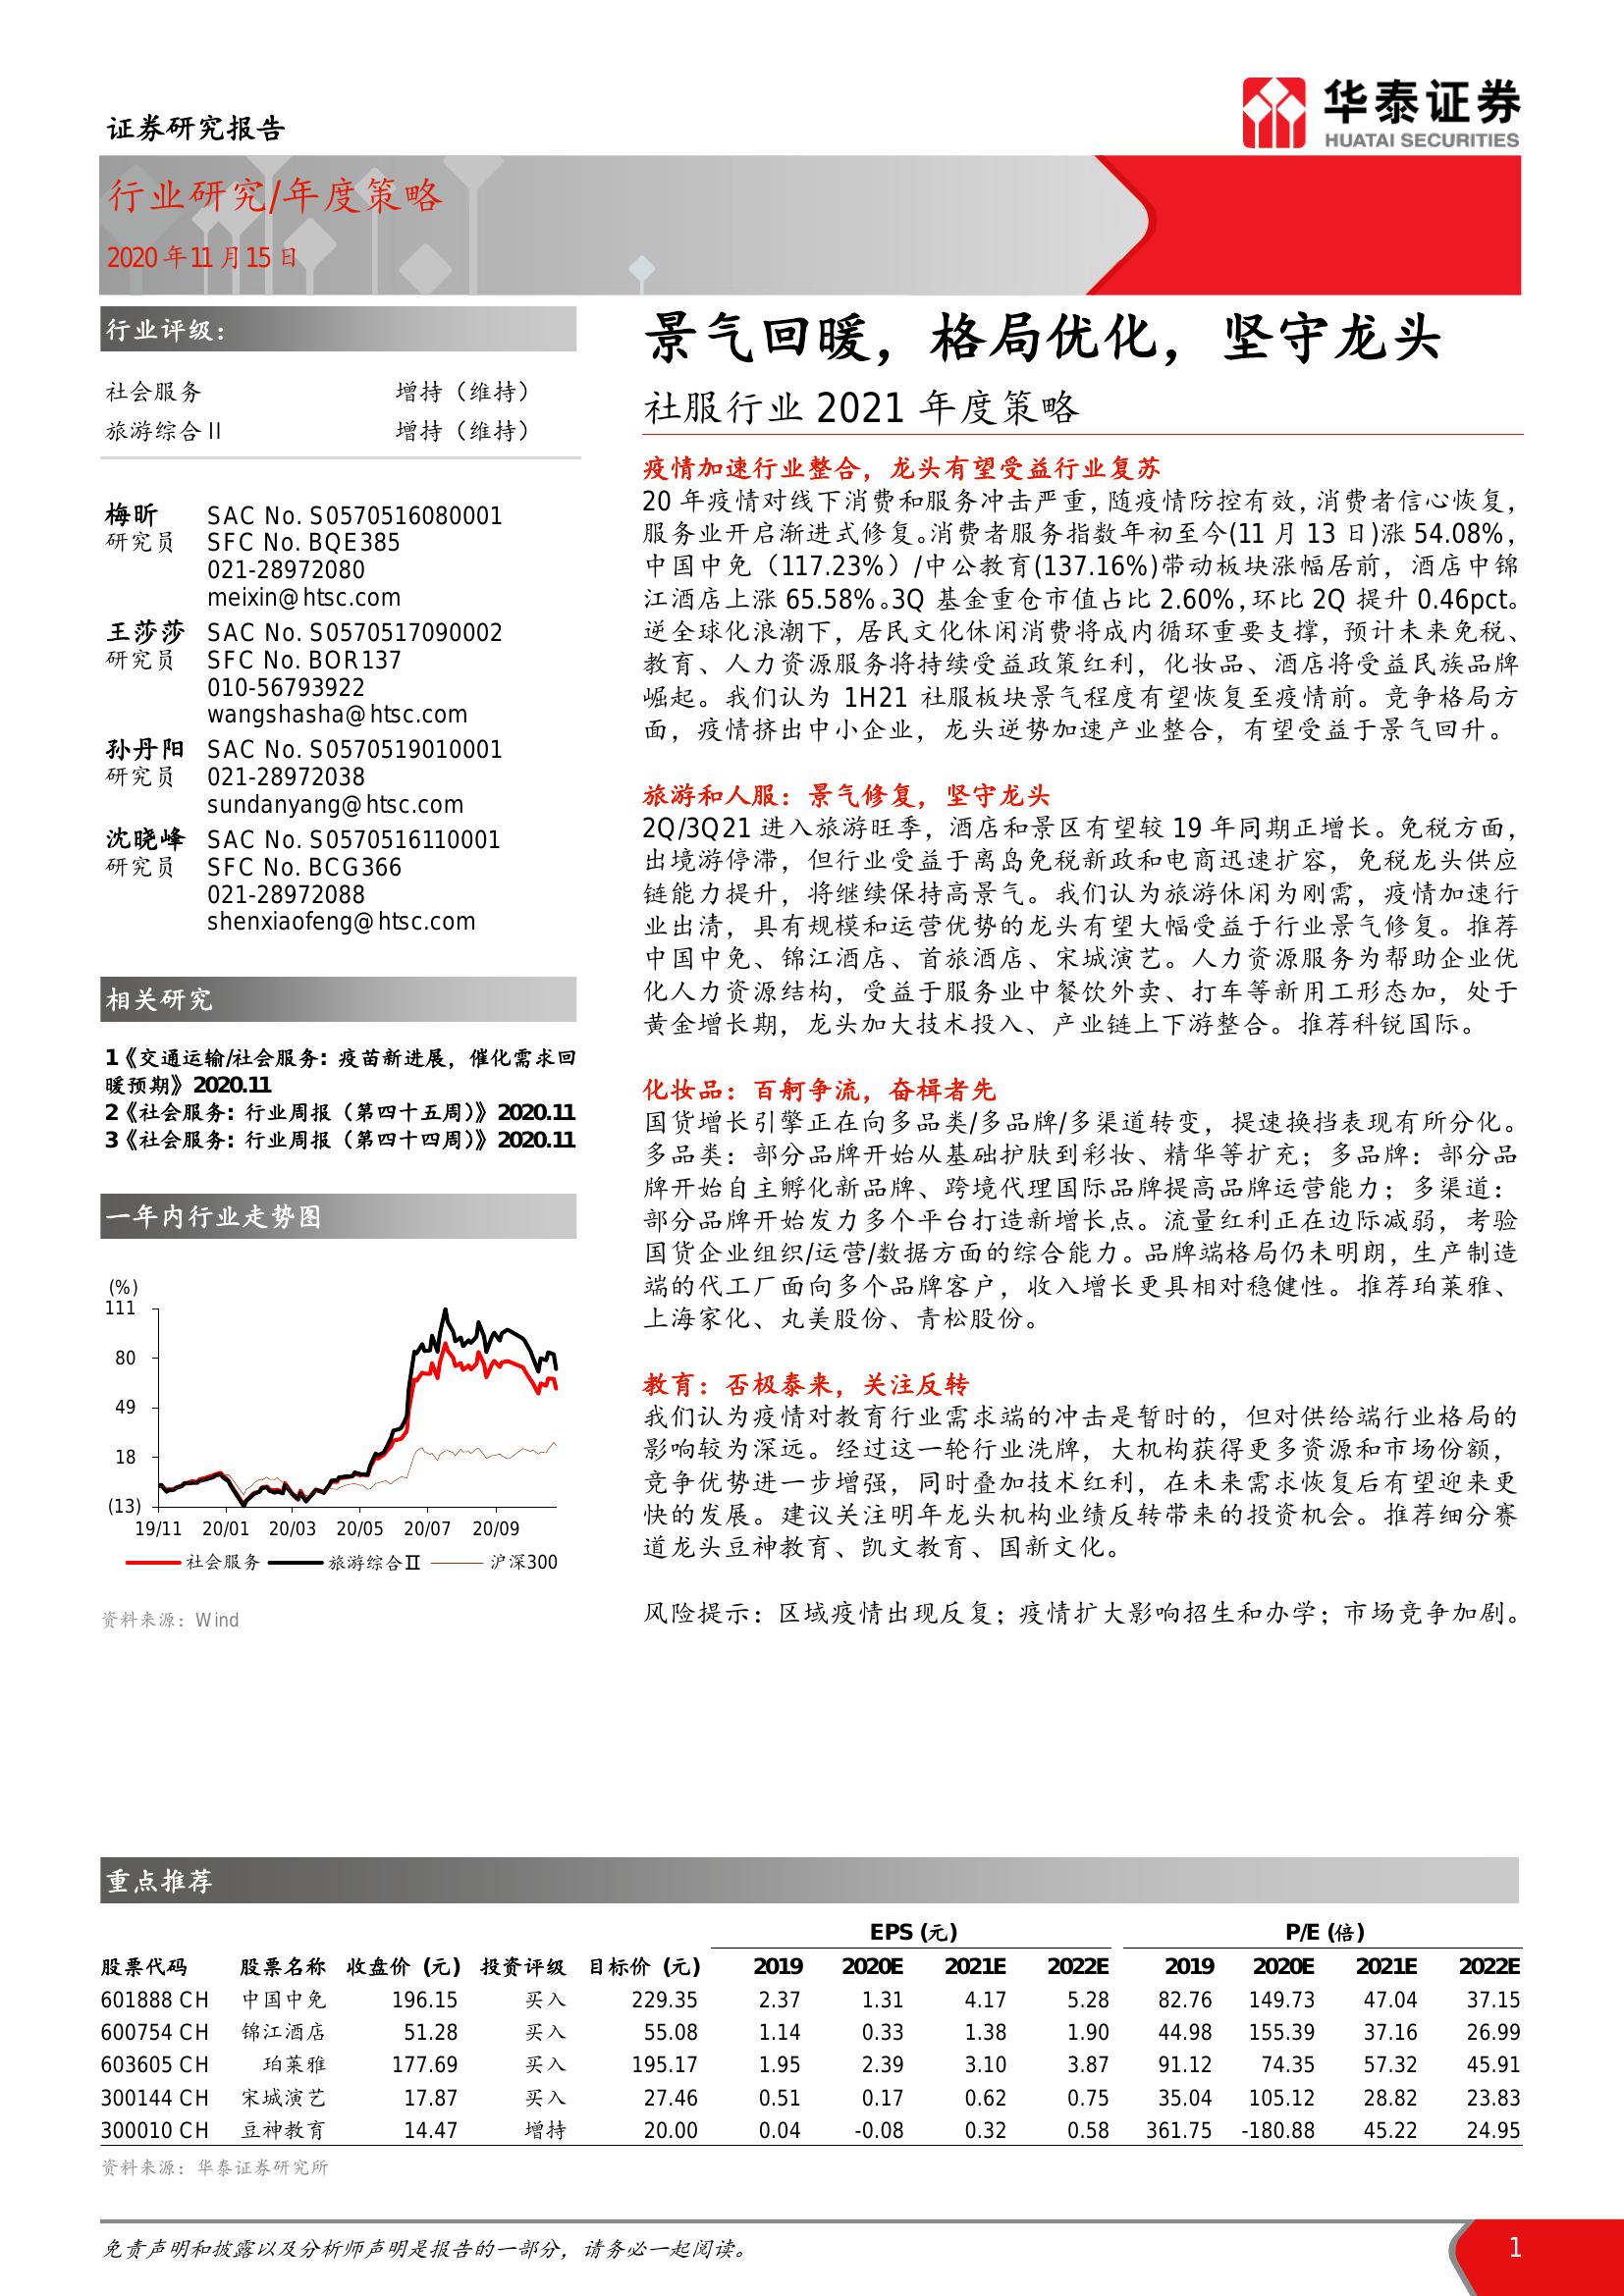 证券研究报告
华泰证券
HUATAI SECURITIES
行业研究/年度策略
2020 年11 月15 日
行业评级：
社会服务 增持（维持）
旅游综合 II 增持（维持）
梅昕 SAC No. S0570516080001
研究员 SFC No. BQE385
021-28972080
meixin@htsc.com
王莎莎 SAC No. S0570517090002
研究员 SFC No. BOR137
010-56793922
wangshasha@htsc.com
孙丹阳 SAC No. S0570519010001
研究员 021-28972038
sundanyang@htsc.com
沈晓峰 SAC No. S0570516110001
研究员 SFC No. BCG366
021-28972088
shenxiaofeng@htsc.com
相关研究
1《交通运输/社会服务：疫苗新进展，催化需求回
暖预期》2020.11
2《社会服务：行业周报（第四十五周）》2020.11
3《社会服务：行业周报（第四十四周）》2020.11
一年内行业走势图
(%)
111
80
49
18
(13)
19/11 20/01 20/03 20/05 20/07 20/09
社会服务 旅游综合Ⅱ 沪深300
资料来源：Wind
景气回暖，格局优化，坚守龙头
社服行业 2021 年度策略
疫情加速行业整合，龙头有望受益行业复苏
20 年疫情对线下消费和服务冲击严重，随疫情防控有效，消费者信心恢复，
服务业开启渐进式修复。消费者服务指数年初至今(11 月 13 日)涨 54.08%，
中国中免（117.23%）/中公教育(137.16%)带动板块涨幅居前，酒店中锦
江酒店上涨 65.58%。3Q 基金重仓市值占比 2.60%，环比 2Q 提升 0.46pct。
逆全球化浪潮下，居民文化休闲消费将成内循环重要支撑，预计未来免税、
教育、人力资源服务将持续受益政策红利，化妆品、酒店将受益民族品牌
崛起。我们认为 1H21 社服板块景气程度有望恢复至疫情前。竞争格局方
面，疫情挤出中小企业，龙头逆势加速产业整合，有望受益于景气回升。
旅游和人服：景气修复，坚守龙头
2Q/3Q21 进入旅游旺季，酒店和景区有望较 19 年同期正增长。免税方面，
出境游停滞，但行业受益于离岛免税新政和电商迅速扩容，免税龙头供应
链能力提升，将继续保持高景气。我们认为旅游休闲为刚需，疫情加速行
业出清，具有规模和运营优势的龙头有望大幅受益于行业景气修复。推荐
中国中免、锦江酒店、首旅酒店、宋城演艺。人力资源服务为帮助企业优
化人力资源结构，受益于服务业中餐饮外卖、打车等新用工形态加，处于
黄金增长期，龙头加大技术投入、产业链上下游整合。推荐科锐国际。
化妆品：百舸争流，奋楫者先
国货增长引擎正在向多品类/多品牌/多渠道转变，提速换挡表现有所分化。
多品类：部分品牌开始从基础护肤到彩妆、精华等扩充；多品牌：部分品
牌开始自主孵化新品牌、跨境代理国际品牌提高品牌运营能力；多渠道：
部分品牌开始发力多个平台打造新增长点。流量红利正在边际减弱，考验
国货企业组织/运营/数据方面的综合能力。品牌端格局仍未明朗，生产制造
端的代工厂面向多个品牌客户，收入增长更具相对稳健性。推荐珀莱雅、
上海家化、丸美股份、青松股份。
教育：否极泰来，关注反转
我们认为疫情对教育行业需求端的冲击是暂时的，但对供给端行业格局的
影响较为深远。经过这一轮行业洗牌，大机构获得更多资源和市场份额，
竞争优势进一步增强，同时叠加技术红利，在未来需求恢复后有望迎来更
快的发展。建议关注明年龙头机构业绩反转带来的投资机会。推荐细分赛
道龙头豆神教育、凯文教育、国新文化。
风险提示：区域疫情出现反复；疫情扩大影响招生和办学；市场竞争加剧。
重点推荐
EPS (元) P/E (倍)
股票代码 股票名称 收盘价 (元) 投资评级 目标价 (元) 2019 2020E 2021E 2022E 2019 2020E 2021E 2022E
601888 CH 中国中免 196.15 买入 229.35 2.37 1.31 4.17 5.28 82.76 149.73 47.04 37.15
600754 CH 锦江酒店 51.28 买入 55.08 1.14 0.33 1.38 1.90 44.98 155.39 37.16 26.99
603605 CH 珀莱雅 177.69 买入 195.17 1.95 2.39 3.10 3.87 91.12 74.35 57.32 45.91
300144 CH 宋城演艺 17.87 买入 27.46 0.51 0.17 0.62 0.75 35.04 105.12 28.82 23.83
300010 CH 豆神教育 14.47 增持 20.00 0.04 -0.08 0.32 0.58 361.75 -180.88 45.22 24.95
资料来源：华泰证券研究所
免责声明和披露以及分析师声明是报告的一部分，请务必一起阅读。 1